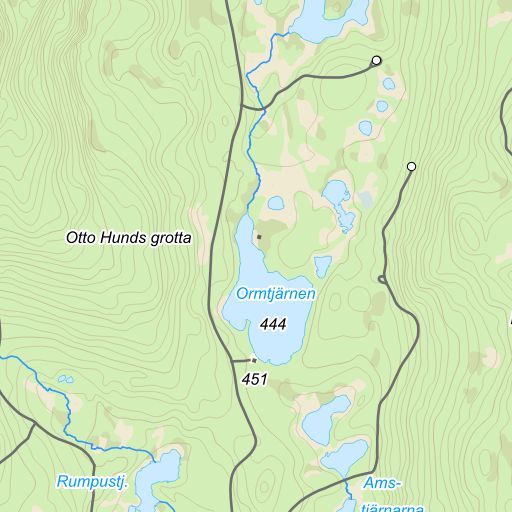 Otto Hunds grotta
Ormtjärnen
444
451
Rumpustj.
Ams-
tjärnarna